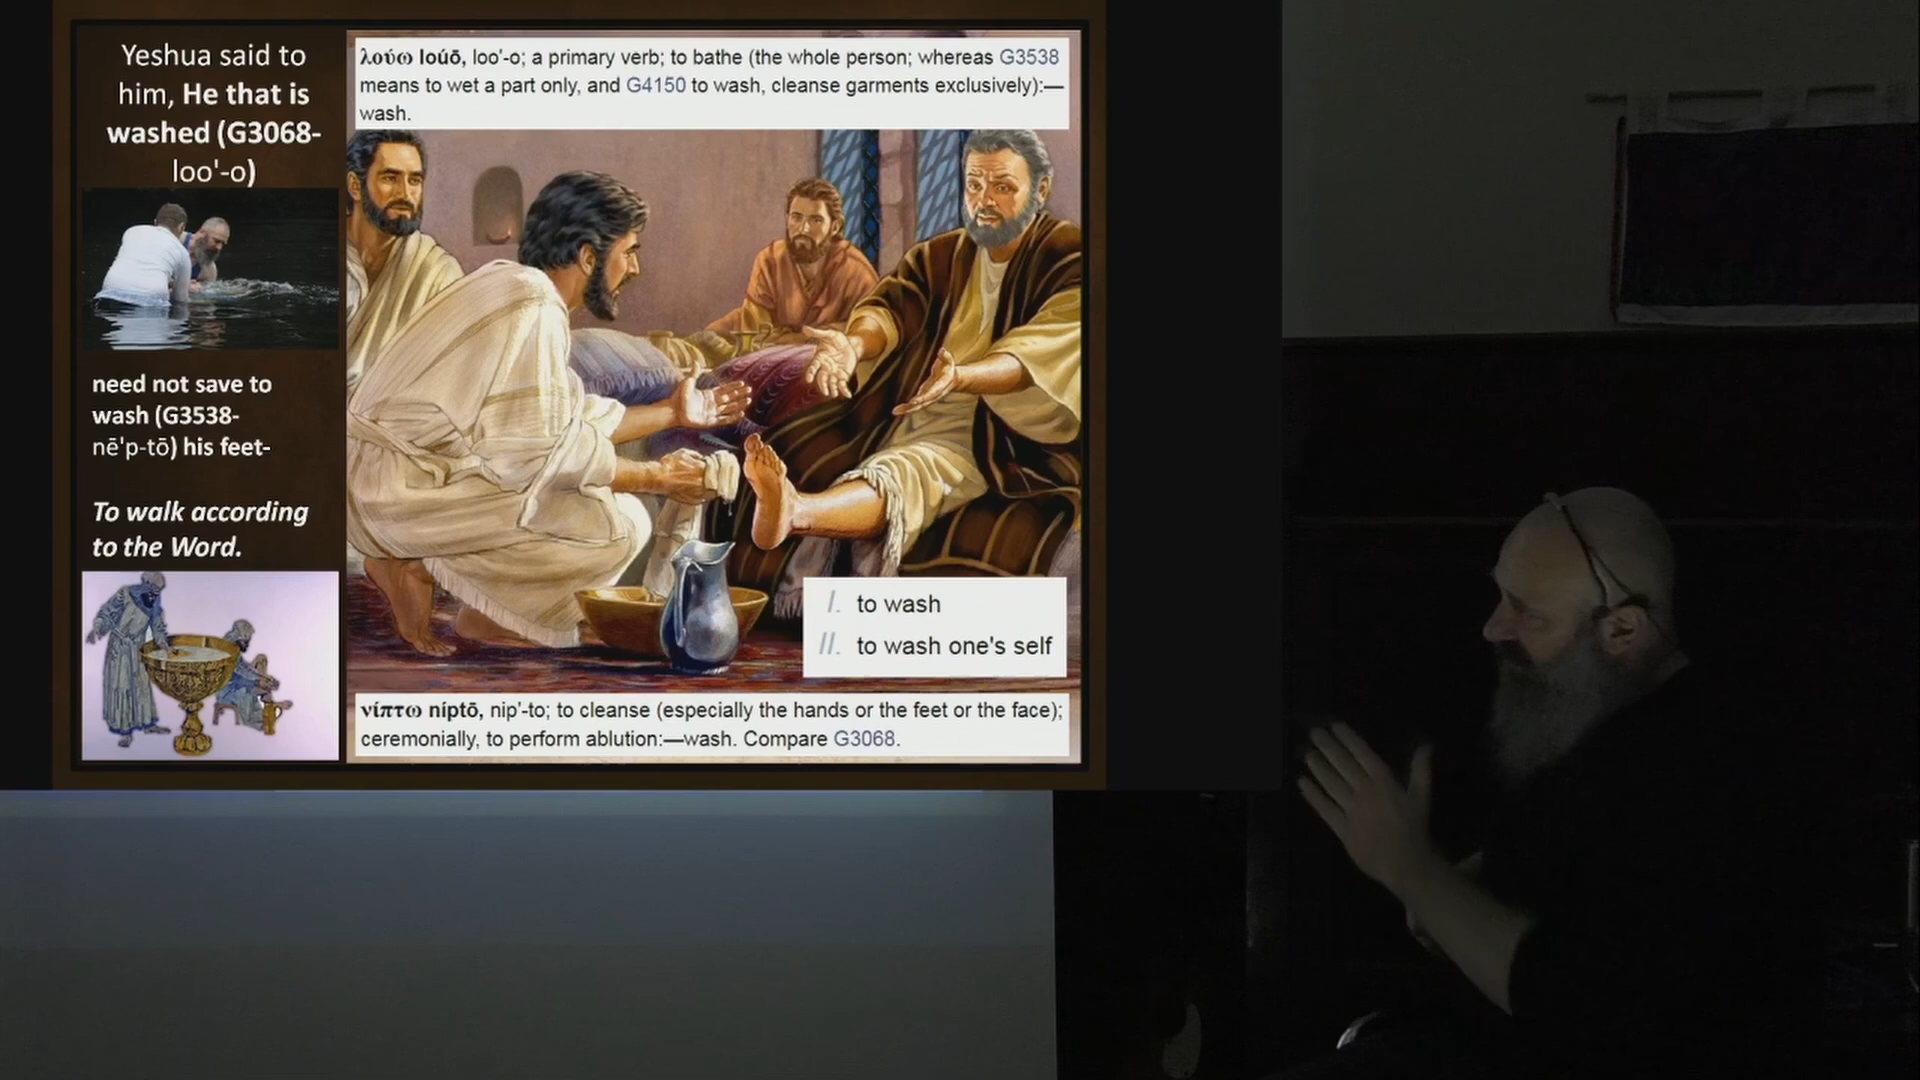 Yeshua said to
him, He that is
washed (G3068-
loo'-o)
need not save to
wash (G3538-
nē'p-tō) his feet-
To walk according
to the Word.
λούω loúō, loo'-o; a primary verb; to bathe (the whole person; whereas G3538
means to wet a part only, and G4150 to wash, cleanse garments exclusively):—
wash.
I. to wash
II. to wash one's self
νίπτω níptō, nip'-to; to cleanse (especially the hands or the feet or the face);
ceremonially, to perform ablution:—wash. Compare G3068.